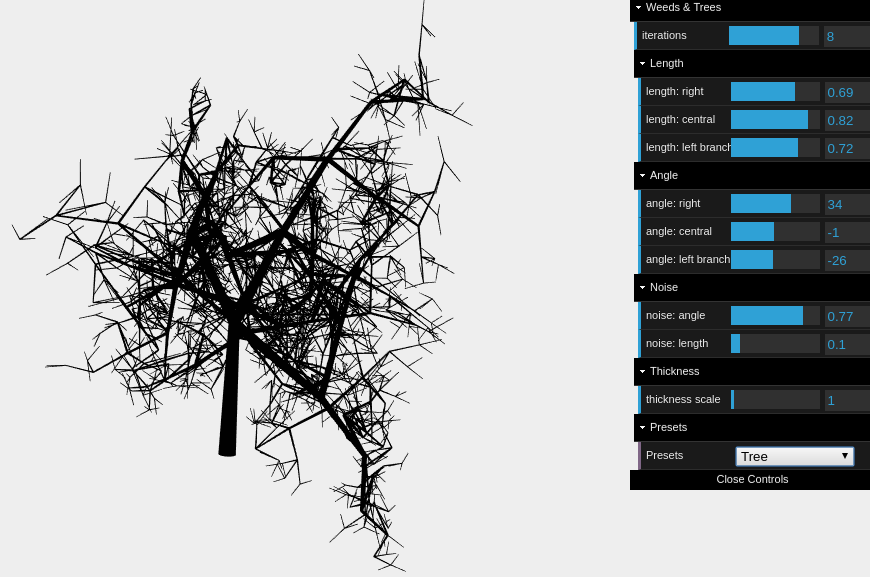 Weeds & Trees
iterations 8
Length
length: right 0.69
length: central 0.82
length: left branch 0.72
Angle
angle: right 34
angle: central -1
angle: left branch -26
Noise
noise: angle 0.77
noise: length 0.1
Thickness
thickness scale 1
Presets
Presets Tree
Close Controls